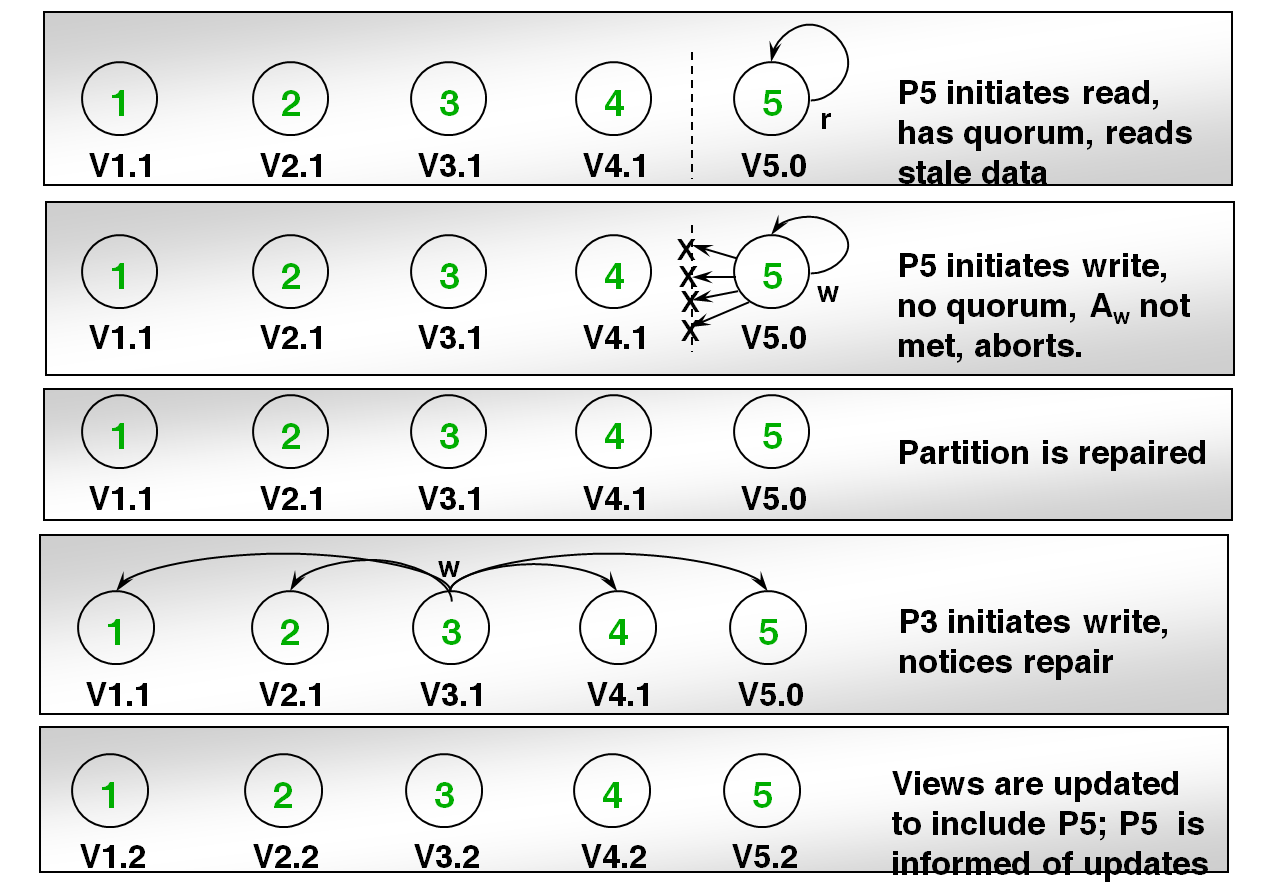 1 2 3 4 5
r
V1.1 V2.1 V3.1 V4.1 V5.0
P5 initiates read,
has quorum, reads
stale data
X
X
X
X
1 2 3 4 5
w
V1.1 V2.1 V3.1 V4.1 V5.0
P5 initiates write,
no quorum, Aw not
met, aborts.
1 2 3 4 5
V1.1 V2.1 V3.1 V4.1 V5.0
Partition is repaired
w
1 2 3 4 5
V1.1 V2.1 V3.1 V4.1 V5.0
P3 initiates write,
notices repair
1 2 3 4 5
V1.2 V2.2 V3.2 V4.2 V5.2
Views are updated
to include P5; P5 is
informed of updates